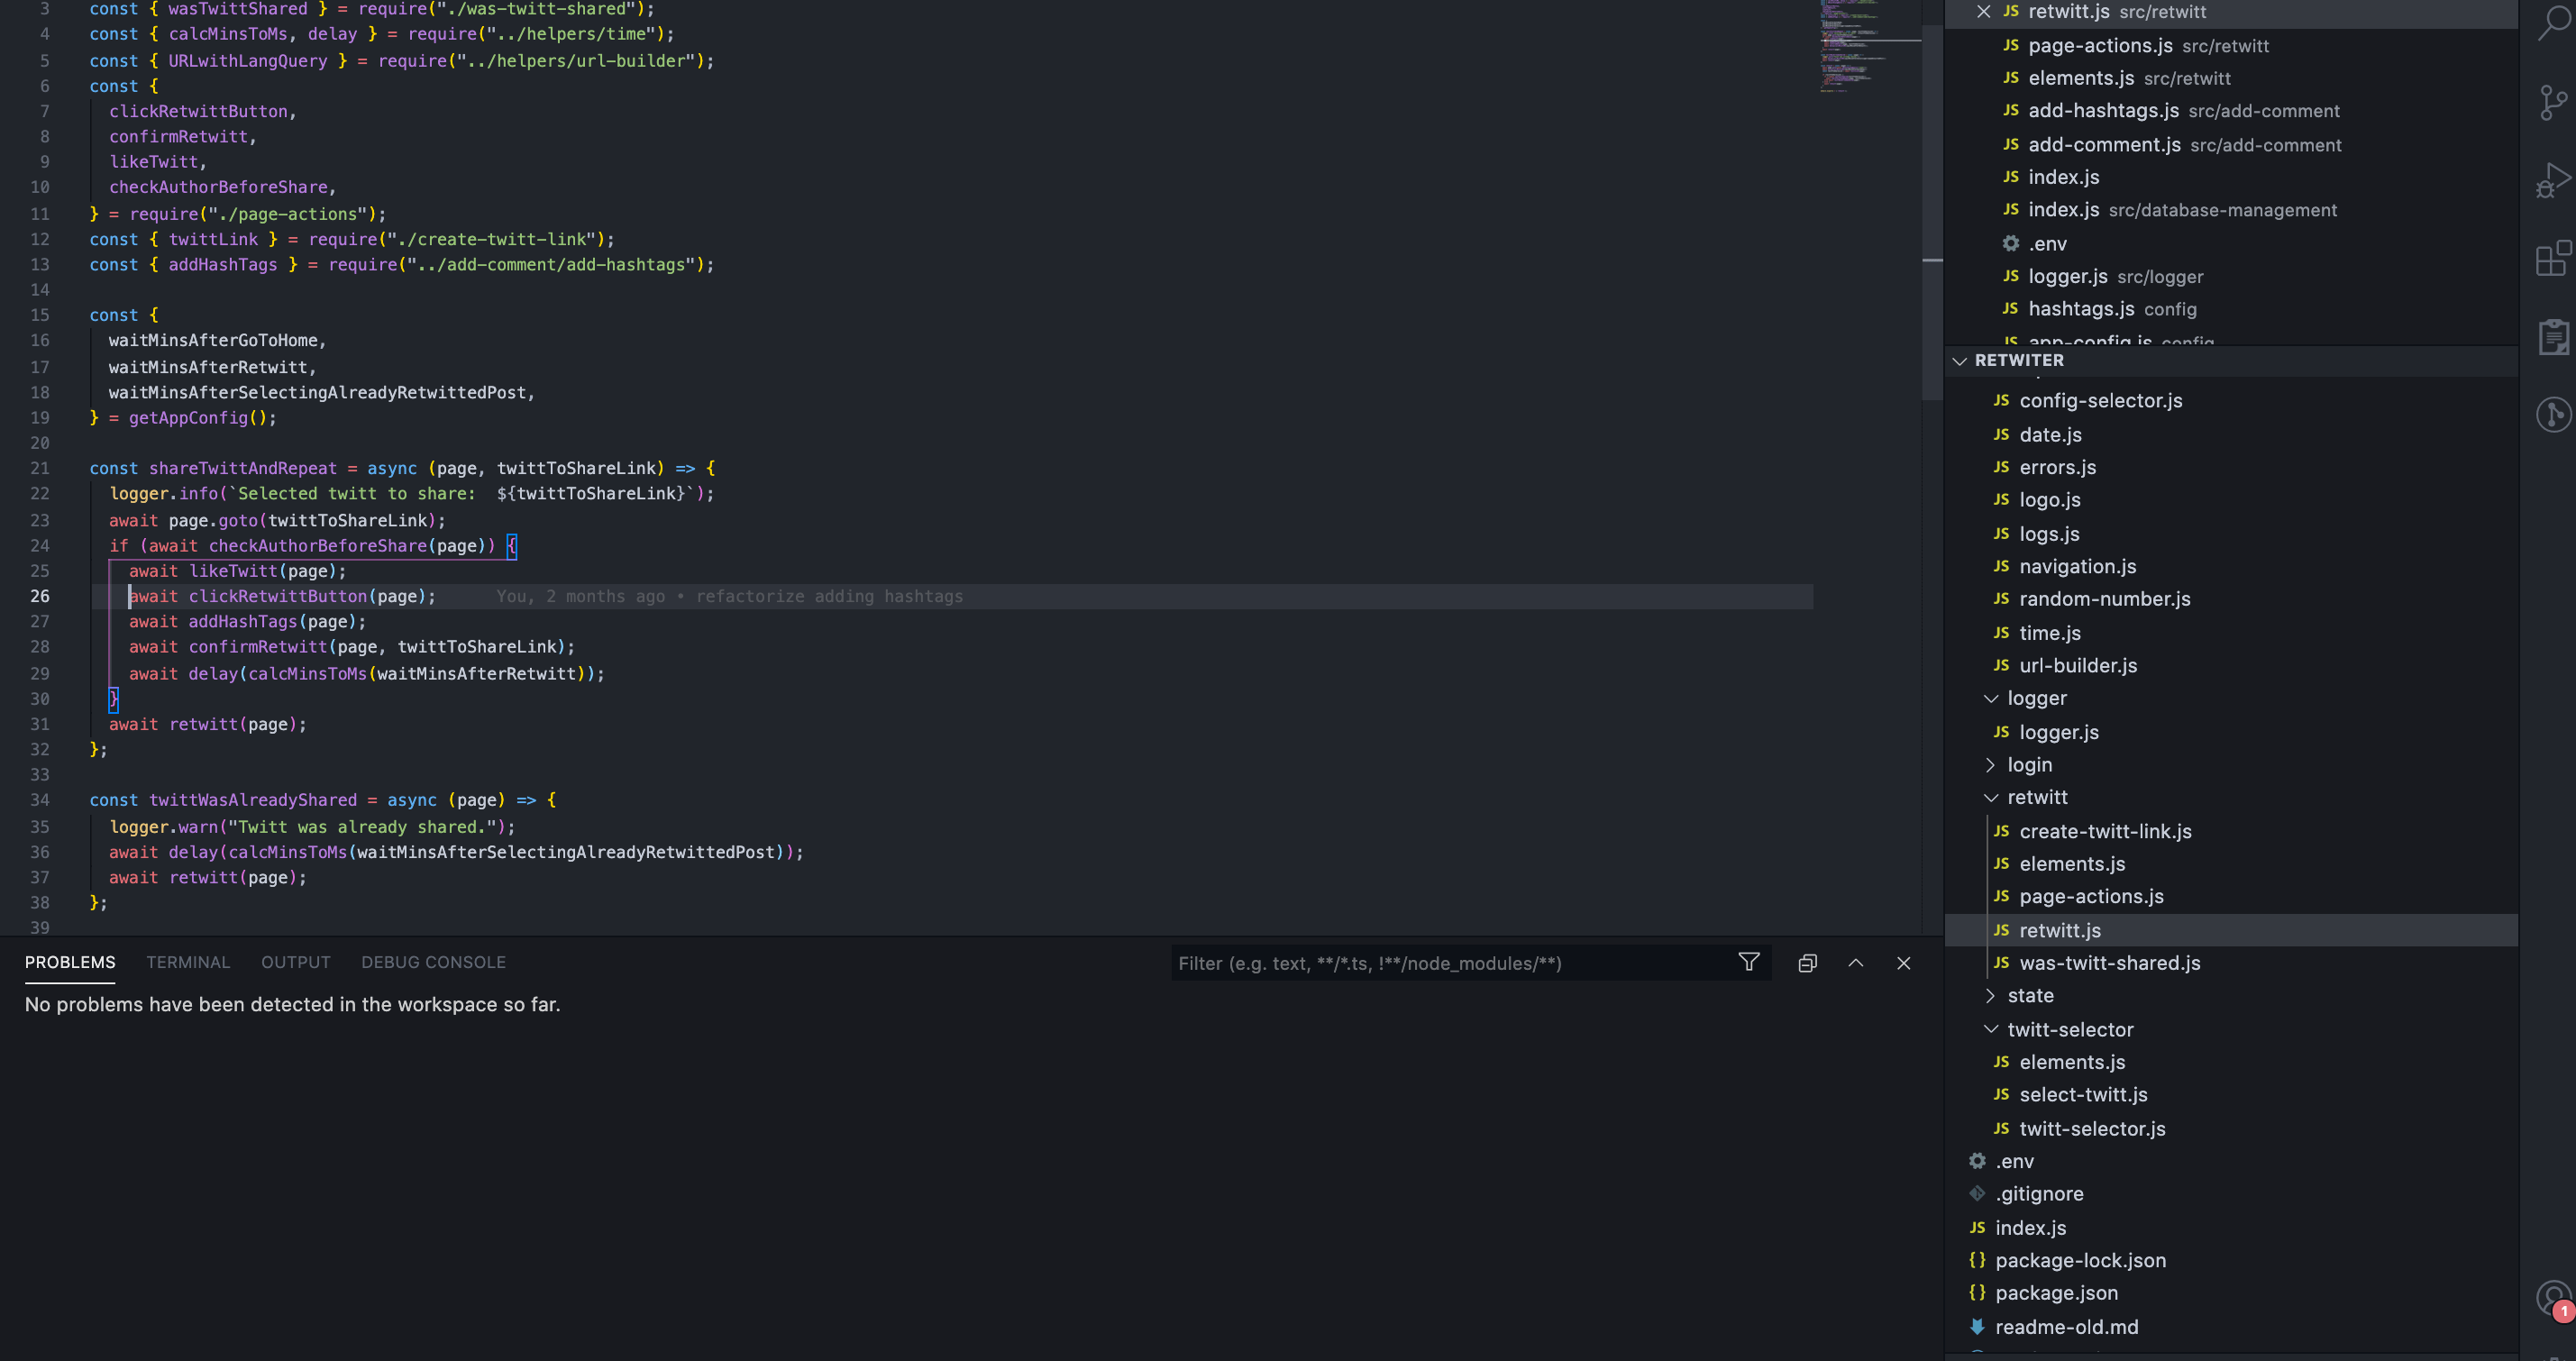 3 const { wasTwittShared } = require("./was-twitt-shared");
4 const { calcMinsToMs, delay } = require("../helpers/time");
5 const { URLwithLangQuery } = require("../helpers/url-builder");
6 const {
7 clickRetwittButton,
8 confirmRetwitt,
9 likeTwitt,
10 checkAuthorBeforeShare,
11 } = require("./page-actions");
12 const { twittLink } = require("./create-twitt-link");
13 const { addHashTags } = require("../add-comment/add-hashtags");
14
15 const {
16 waitMinsAfterGoToHome,
17 waitMinsAfterRetwitt,
18 waitMinsAfterSelectingAlreadyRetwittedPost,
19 } = getAppConfig();
20
21 const shareTwittAndRepeat = async (page, twittToShareLink) => {
22 logger.info(`Selected twitt to share:  ${twittToShareLink}`);
23 await page.goto(twittToShareLink);
24 if (await checkAuthorBeforeShare(page)) {
25 await likeTwitt(page);
26 await clickRetwittButton(page); You, 2 months ago • refactorize adding hashtags
27 await addHashTags(page);
28 await confirmRetwitt(page, twittToShareLink);
29 await delay(calcMinsToMs(waitMinsAfterRetwitt));
30 }
31 await retwitt(page);
32 };
33
34 const twittWasAlreadyShared = async (page) => {
35 logger.warn("Twitt was already shared.");
36 await delay(calcMinsToMs(waitMinsAfterSelectingAlreadyRetwittedPost));
37 await retwitt(page);
38 };
39
PROBLEMS TERMINAL OUTPUT DEBUG CONSOLE
Filter (e.g. text, **/*.ts, !**/node_modules/**)
No problems have been detected in the workspace so far.
JS retwitt.js src/retwitt
JS page-actions.js src/retwitt
JS elements.js src/retwitt
JS add-hashtags.js src/add-comment
JS add-comment.js src/add-comment
JS index.js
JS index.js src/database-management
.env
JS logger.js src/logger
JS hashtags.js config
JS app-config.js config
RETWITER
JS config-selector.js
JS date.js
JS errors.js
JS logo.js
JS logs.js
JS navigation.js
JS random-number.js
JS time.js
JS url-builder.js
logger
JS logger.js
login
retwitt
JS create-twitt-link.js
JS elements.js
JS page-actions.js
JS retwitt.js
JS was-twitt-shared.js
state
twitt-selector
JS elements.js
JS select-twitt.js
JS twitt-selector.js
.env
.gitignore
JS index.js
{} package-lock.json
{} package.json
readme-old.md
1